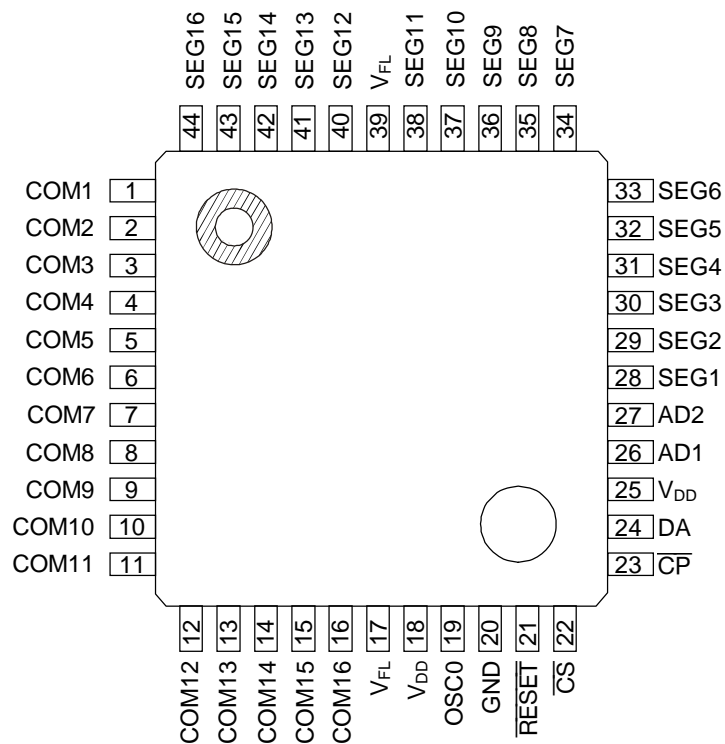 SEG16
SEG15
SEG14
SEG13
SEG12
VFL
SEG11
SEG10
SEG9
SEG8
SEG7
44
43
42
41
40
39
38
37
36
35
34
COM1 1
COM2 2
COM3 3
COM4 4
COM5 5
COM6 6
COM7 7
COM8 8
COM9 9
COM10 10
COM11 11
33 SEG6
32 SEG5
31 SEG4
30 SEG3
29 SEG2
28 SEG1
27 AD2
26 AD1
25 VDD
24 DA
23 C̅P̅
12
13
14
15
16
17
18
19
20
21
22
COM12
COM13
COM14
COM15
COM16
VFL
VDD
OSC0
GND
R̅E̅S̅E̅T̅
C̅S̅